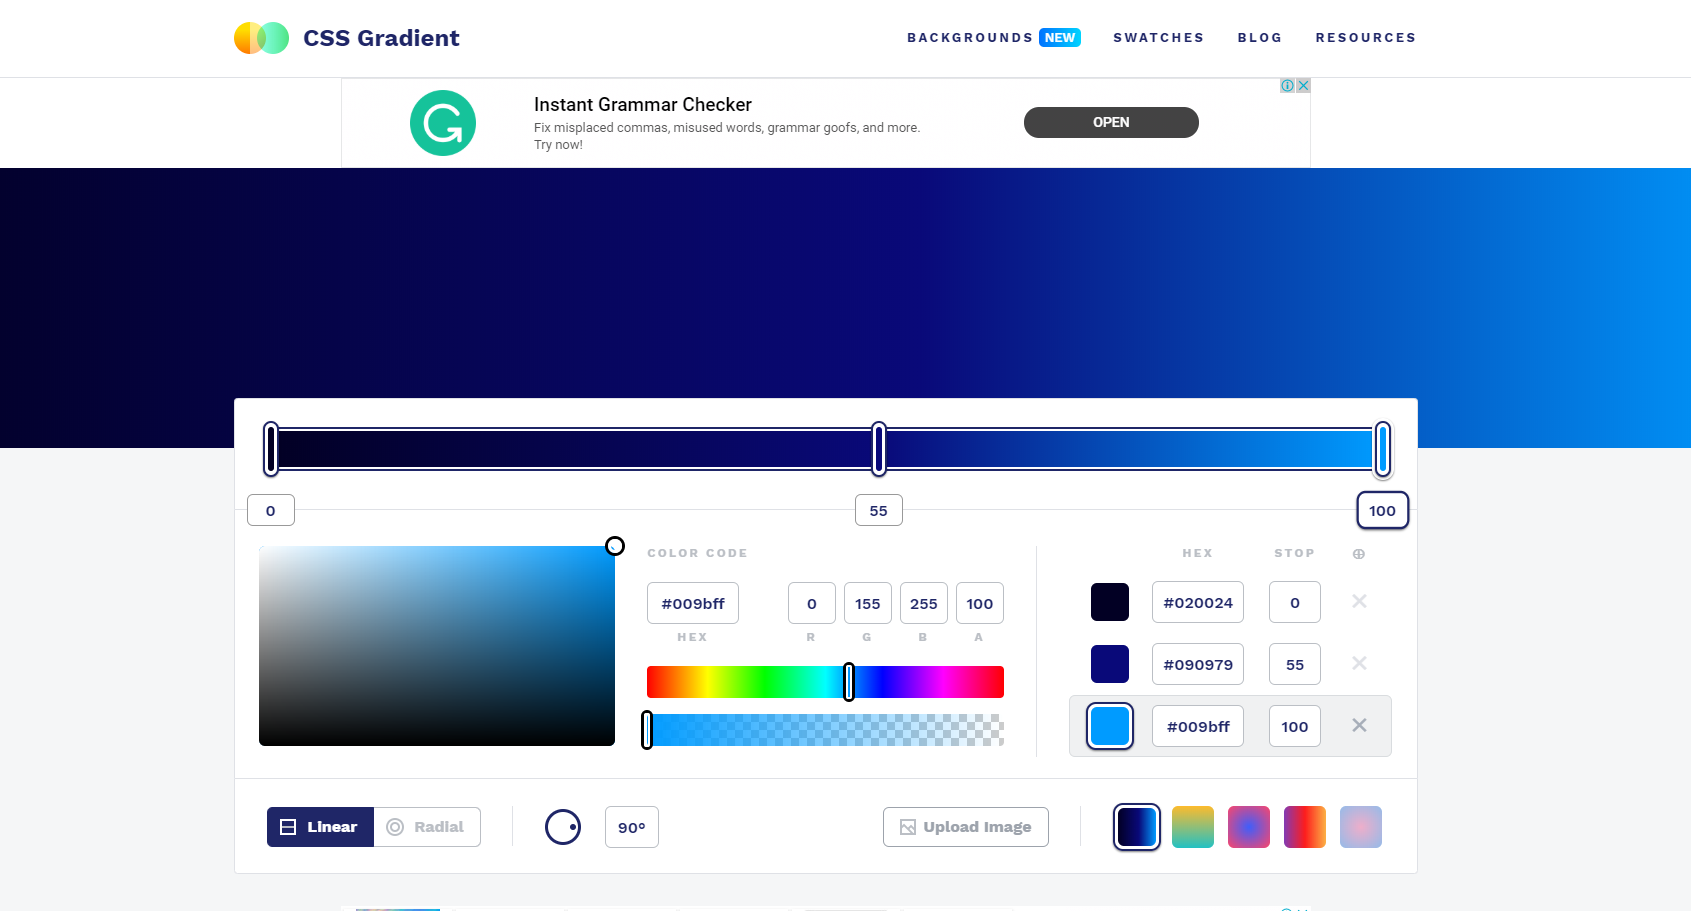 CSS Gradient
BACKGROUNDS NEW SWATCHES BLOG RESOURCES
Instant Grammar Checker
Fix misplaced commas, misused words, grammar goofs, and more.
Try now!
OPEN
0 55 100
COLOR CODE HEX STOP
#009bff 0 155 255 100
HEX R G B A
#020024 0
#090979 55
#009bff 100
Linear Radial 90° Upload Image